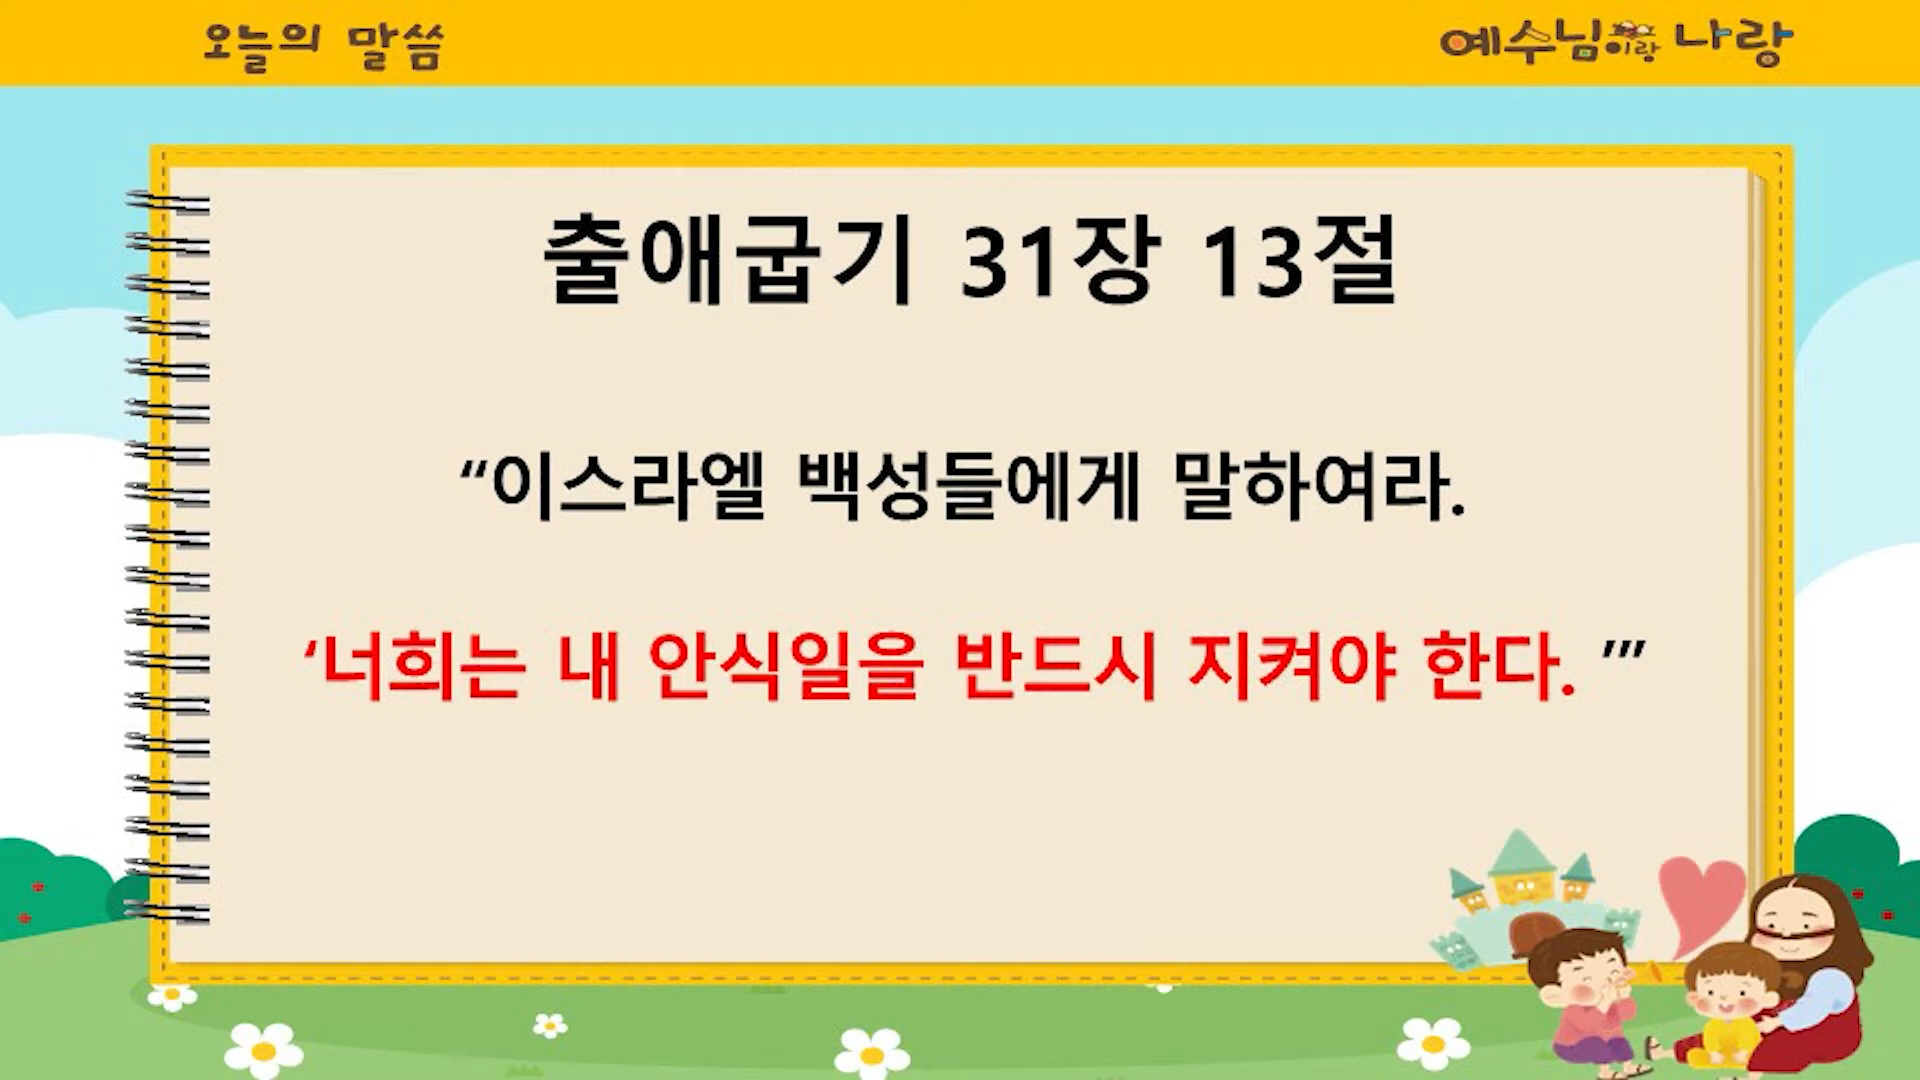 오늘의 말씀
예수님이랑 나랑
출애굽기 31장 13절
“이스라엘 백성들에게 말하여라.
‘너희는 내 안식일을 반드시 지켜야 한다. ’”